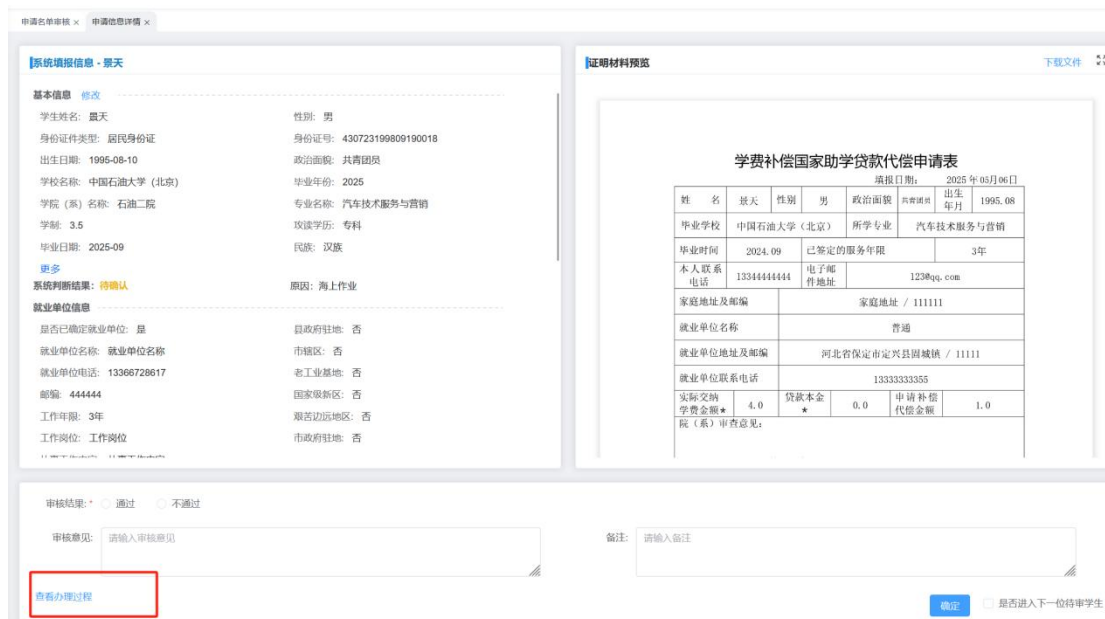 申请名单审核 × 申请信息详情 ×
系统填报信息 - 景天
基本信息 修改
学生姓名: 景天 性别: 男
身份证件类型: 居民身份证 身份证号: 430723199809190018
出生日期: 1995-08-10 政治面貌: 共青团员
学校名称: 中国石油大学（北京） 毕业年份: 2025
学院（系）名称: 石油二院 专业名称: 汽车技术服务与营销
学制: 3.5 攻读学历: 专科
毕业日期: 2025-09 民族: 汉族
更多
系统判断结果: 待确认 原因: 海上作业
就业单位信息
是否已确定就业单位: 是 县政府驻地: 否
就业单位名称: 就业单位名称 市辖区: 否
就业单位电话: 13366728617 老工业基地: 否
邮编: 444444 国家级新区: 否
工作年限: 3年 艰苦边远地区: 否
工作岗位: 工作岗位 市政府驻地: 否
证明材料预览 下载文件
学费补偿国家助学贷款代偿申请表
填报日期: 2025年05月06日
姓 名 景天 性别 男 政治面貌 共青团员 出生年月 1995.08
毕业学校 中国石油大学（北京） 所学专业 汽车技术服务与营销
毕业时间 2024.09 已签定的服务年限 3年
本人联系电话 13344444444 电子邮件地址 123@qq.com
家庭地址及邮编 家庭地址 / 111111
就业单位名称 普通
就业单位地址及邮编 河北省保定市定兴县固城镇 / 11111
就业单位联系电话 13333333355
实际交纳学费金额★ 4.0 贷款本金★ 0.0 申请补偿代偿金额 1.0
院（系）审查意见:
审核结果: * 通过 不通过
审核意见: 请输入审核意见 备注: 请输入备注
查看办理过程 确定 是否进入下一位待审学生